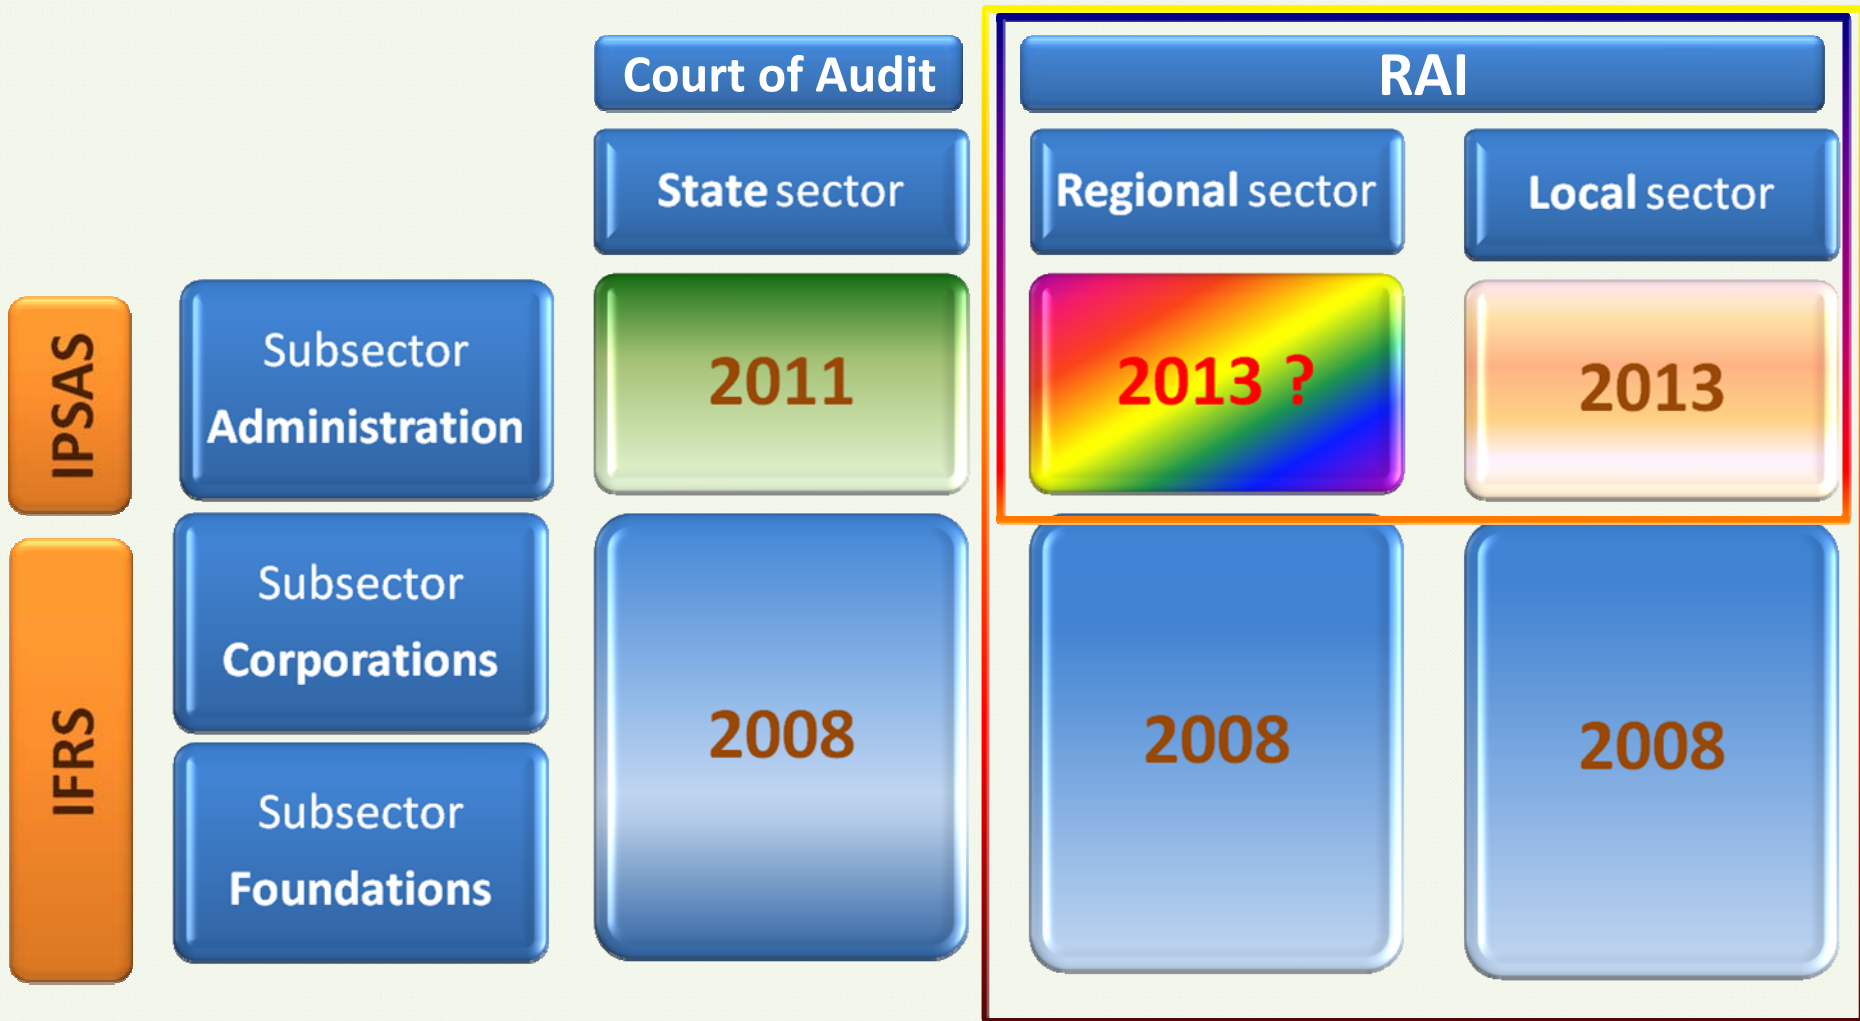 Court of Audit
RAI
State sector
Regional sector
Local sector
IPSAS
Subsector
Administration
2011
2013 ?
2013
IFRS
Subsector
Corporations
Subsector
Foundations
2008
2008
2008